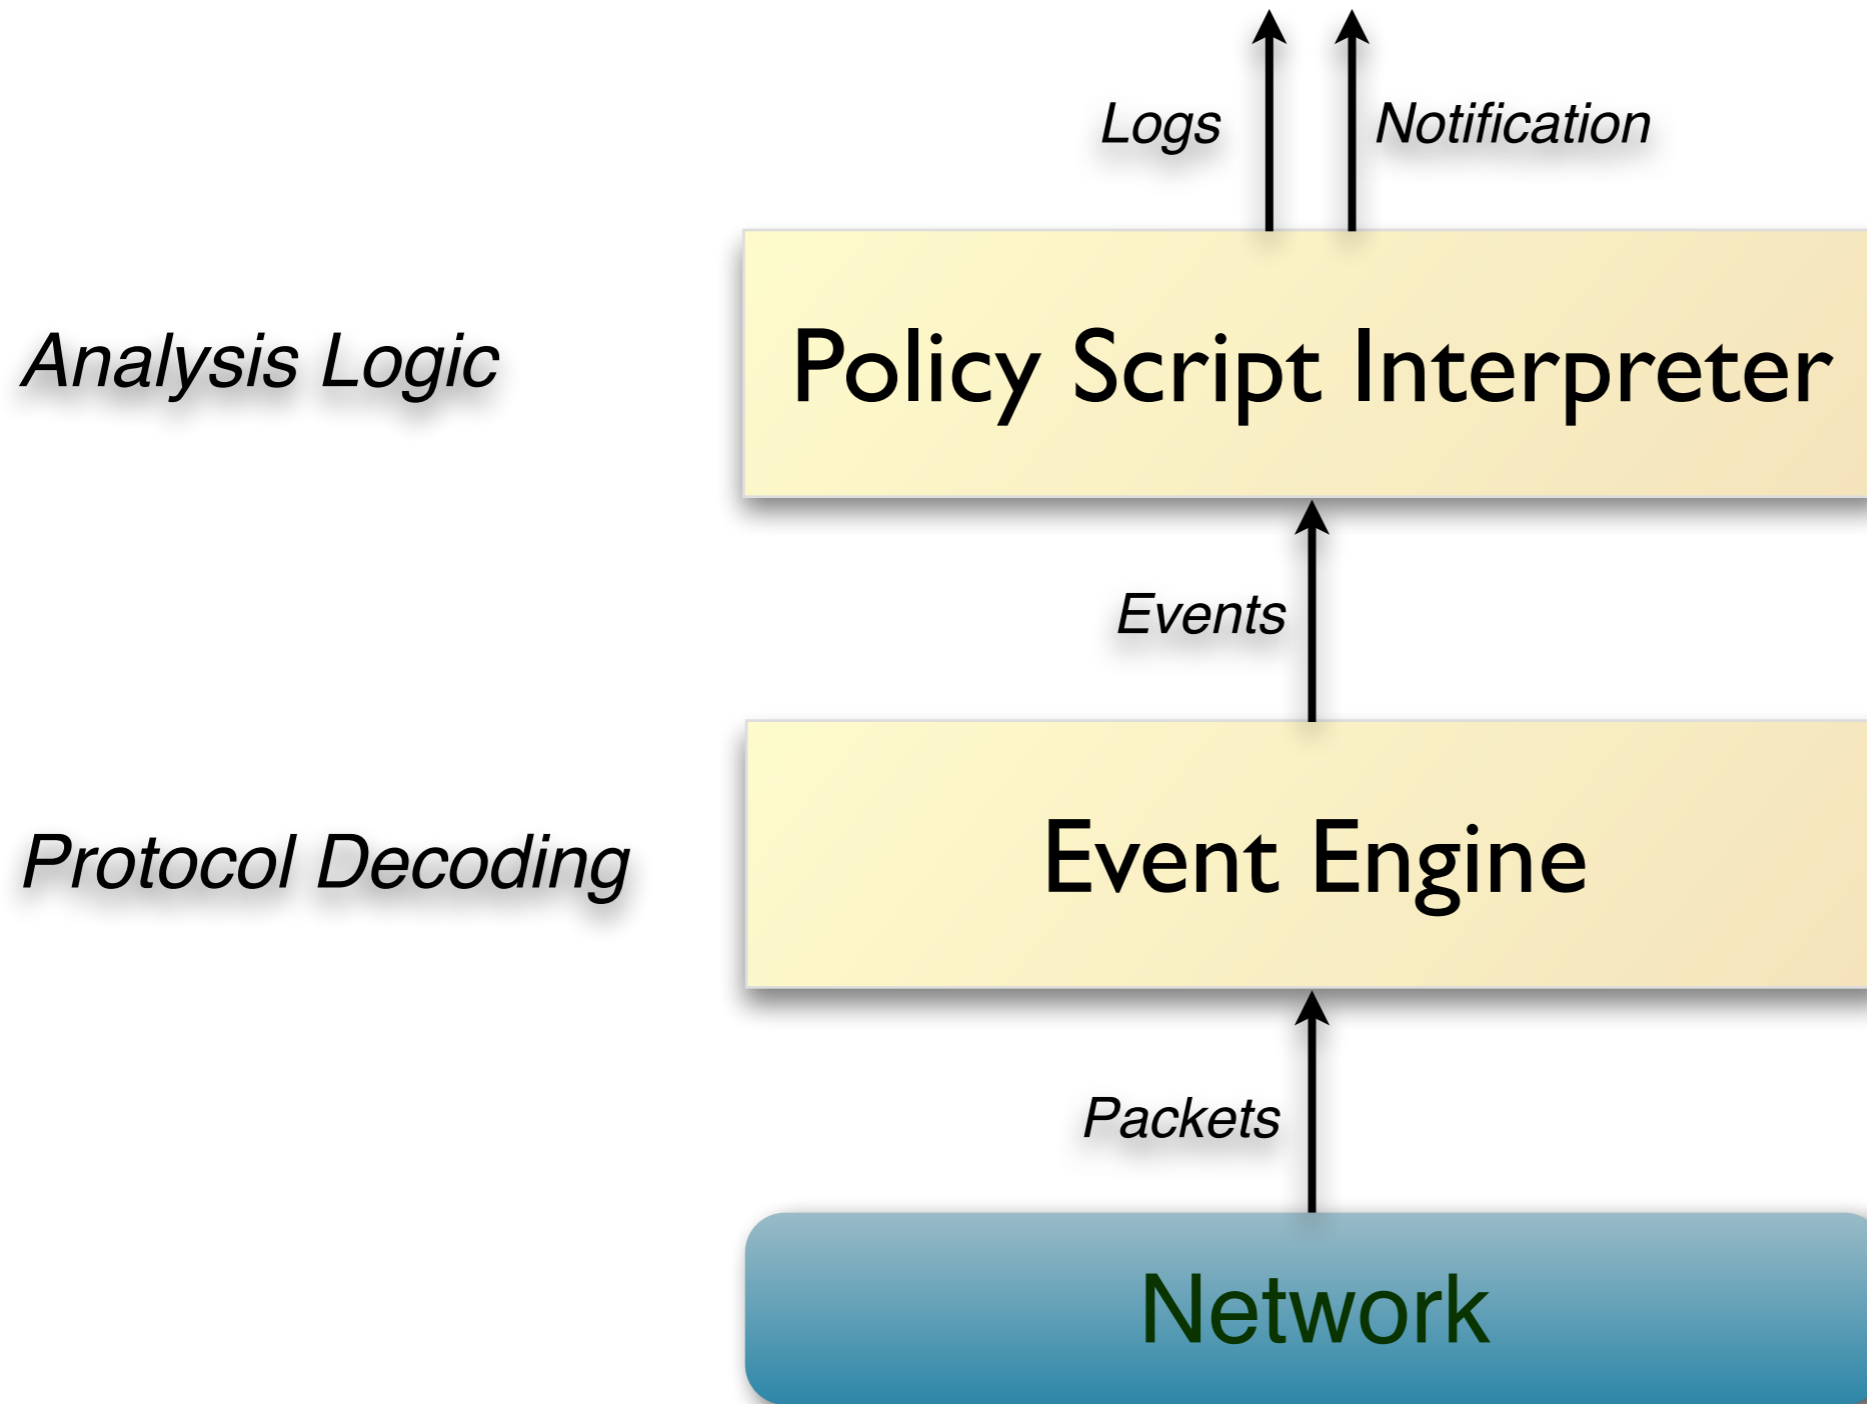 Logs
Notification
Analysis Logic
Policy Script Interpreter
Events
Protocol Decoding
Event Engine
Packets
Network